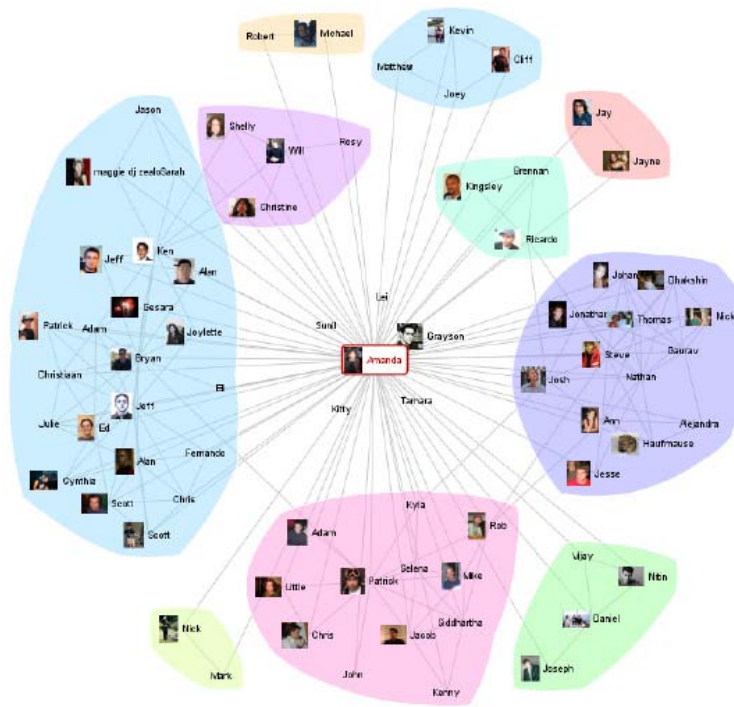 Robert
Michael
Kevin
Matthew
Cliff
Joey
Jason
Shelly
Will
Rosy
Christine
Jay
Jayne
maggie dj zealo
Sarah
Kingsley
Brennan
Ricardo
Jeff
Ken
Alan
Gesara
Patrick
Adam
Joylette
Bryan
Christiaan
Jeff
Eli
Julie
Ed
Alan
Fernando
Cynthia
Scott
Chris
Scott
Lei
Sunil
Grayson
Amanda
Kitty
Tamara
Johan
Dhakshin
Jonathan
Thomas
Nick
Steve
Gaurav
Josh
Nathan
Ann
Alejandra
Haufmause
Jesse
Kyla
Adam
Rob
Selena
Little
Patrick
Mike
Siddhartha
Chris
Jacob
John
Kenny
Nick
Mark
Vijay
Nitin
Daniel
Joseph